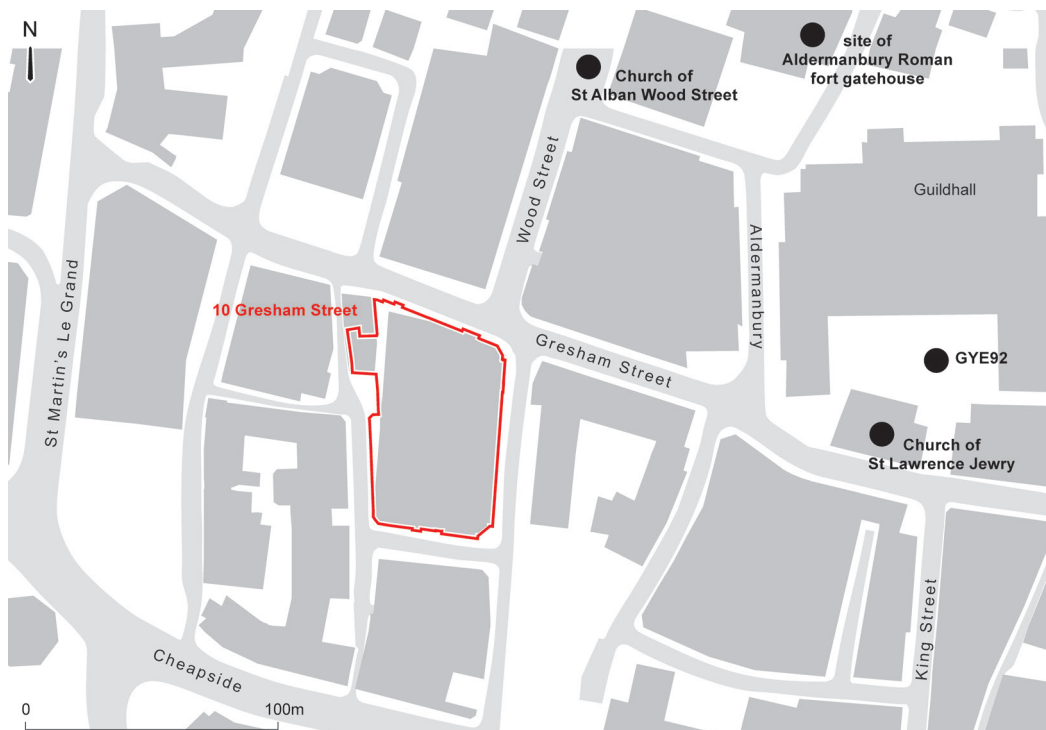 N
site of
Aldermanbury Roman
fort gatehouse
Church of
St Alban Wood Street
Wood Street
Guildhall
Aldermanbury
St Martin's Le Grand
10 Gresham Street
Gresham Street
GYE92
Church of
St Lawrence Jewry
King Street
Cheapside
0
100m